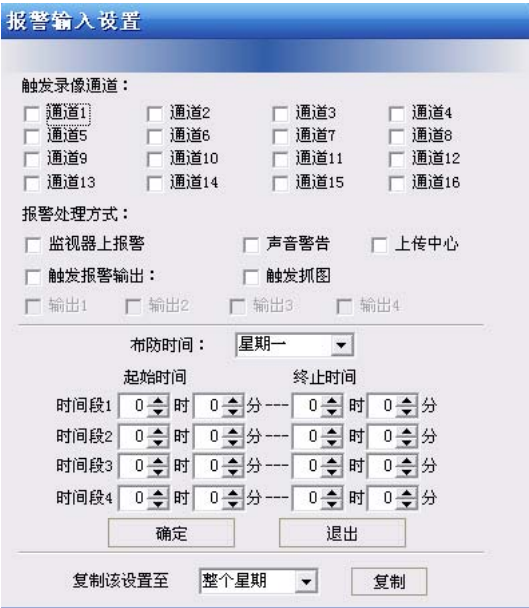 报警输入设置
触发录像通道：
通道1 通道2 通道3 通道4
通道5 通道6 通道7 通道8
通道9 通道10 通道11 通道12
通道13 通道14 通道15 通道16
报警处理方式：
监视器上报警 声音警告 上传中心
触发报警输出： 触发抓图
输出1 输出2 输出3 输出4
布防时间： 星期一
起始时间 终止时间
时间段1 0 时 0 分--- 0 时 0 分
时间段2 0 时 0 分--- 0 时 0 分
时间段3 0 时 0 分--- 0 时 0 分
时间段4 0 时 0 分--- 0 时 0 分
确定 退出
复制该设置至 整个星期 复制